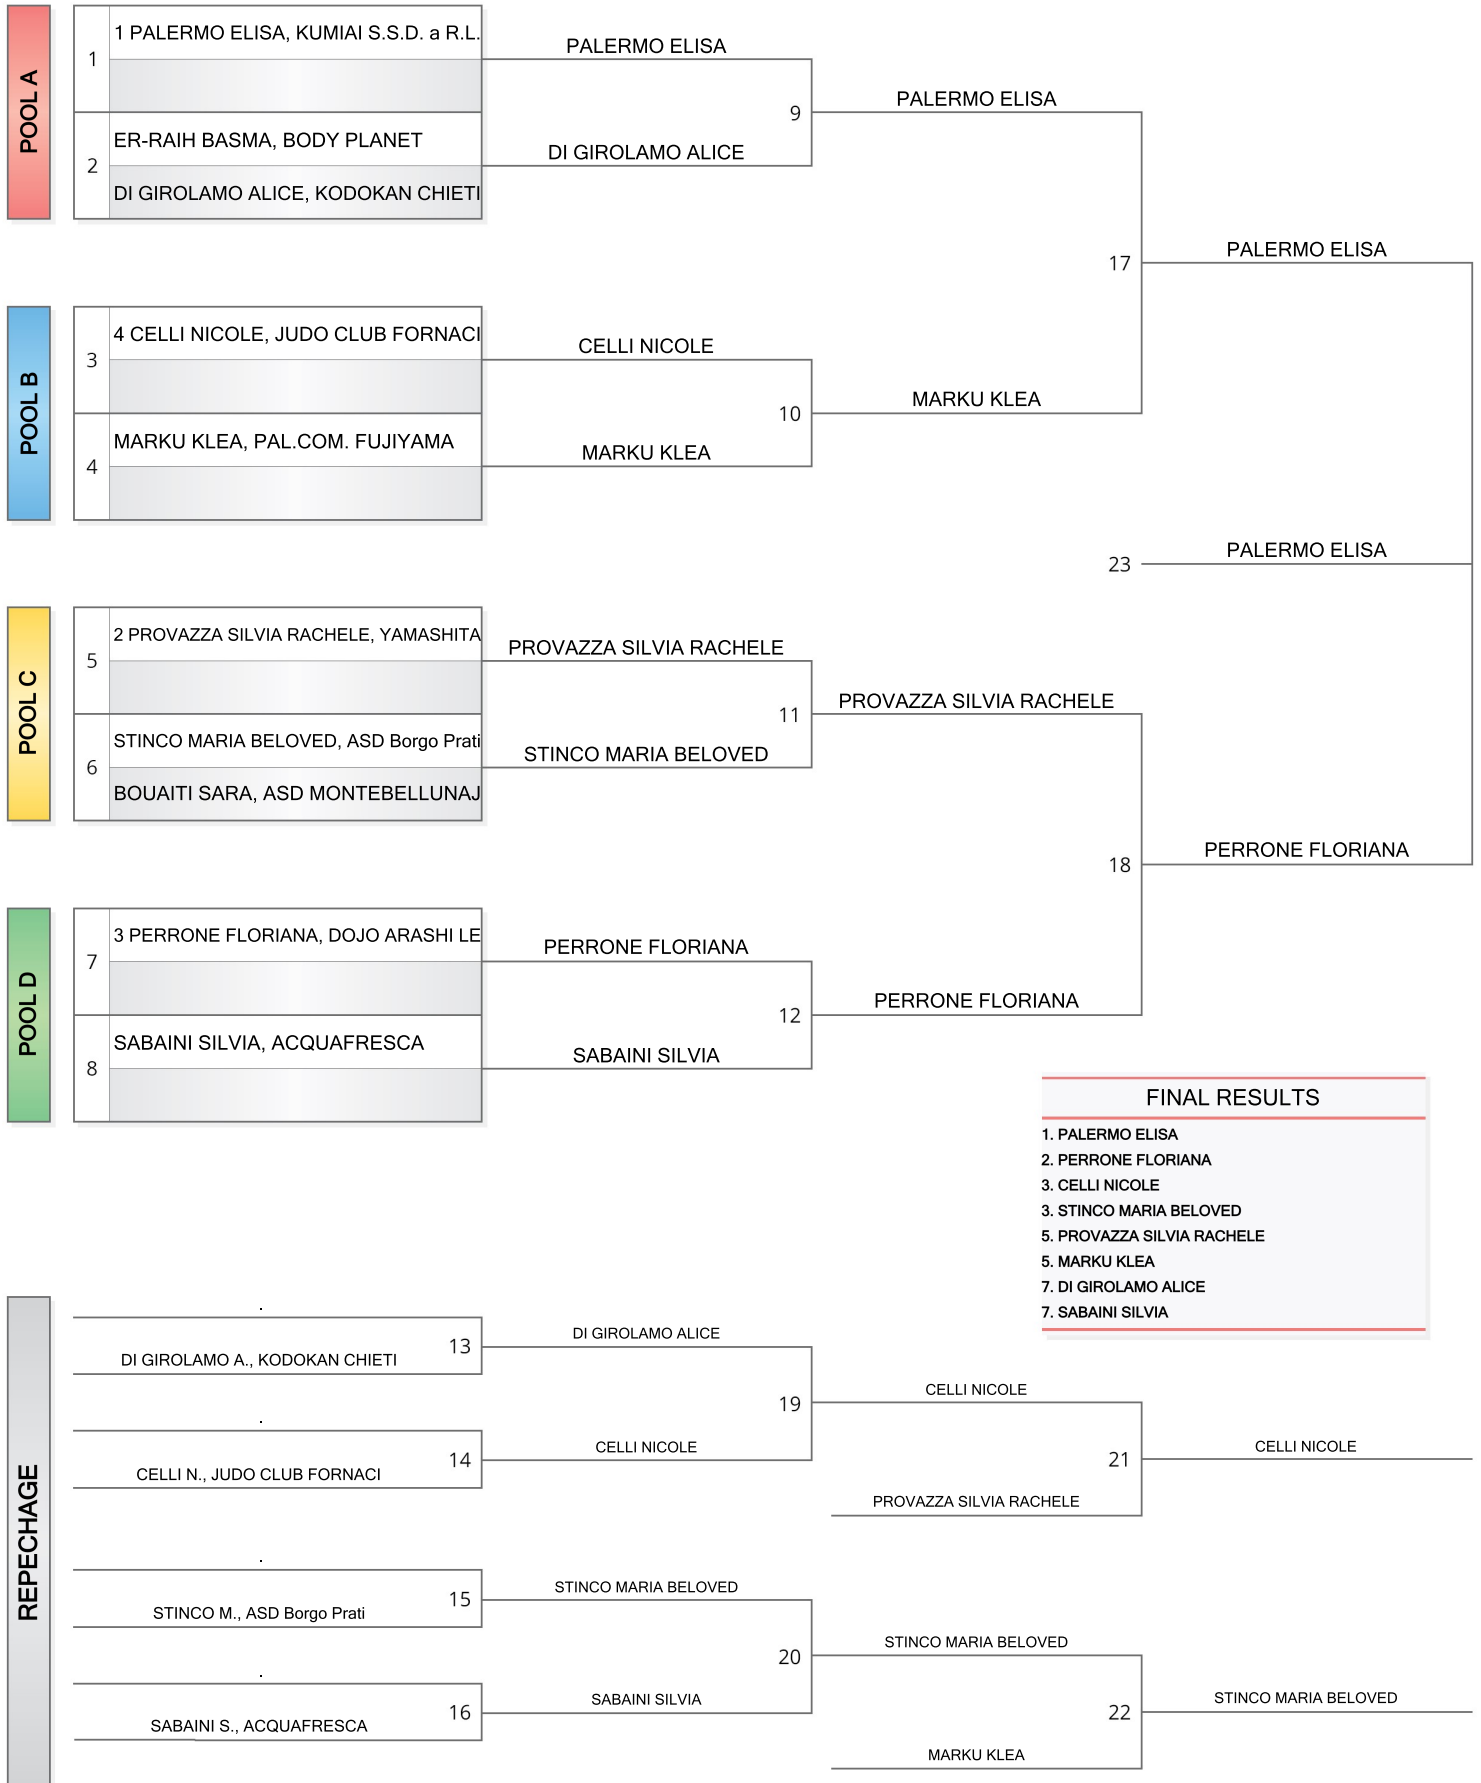 POOL A
1
1 PALERMO ELISA, KUMIAI S.S.D. a R.L.
2
ER-RAIH BASMA, BODY PLANET
DI GIROLAMO ALICE, KODOKAN CHIETI
PALERMO ELISA
DI GIROLAMO ALICE
9
PALERMO ELISA
POOL B
3
4 CELLI NICOLE, JUDO CLUB FORNACI
4
MARKU KLEA, PAL.COM. FUJIYAMA
CELLI NICOLE
MARKU KLEA
10
MARKU KLEA
17
PALERMO ELISA
23
PALERMO ELISA
POOL C
5
2 PROVAZZA SILVIA RACHELE, YAMASHITA
6
STINCO MARIA BELOVED, ASD Borgo Prati
BOUAITI SARA, ASD MONTEBELLUNAJ
PROVAZZA SILVIA RACHELE
STINCO MARIA BELOVED
11
PROVAZZA SILVIA RACHELE
POOL D
7
3 PERRONE FLORIANA, DOJO ARASHI LE
8
SABAINI SILVIA, ACQUAFRESCA
PERRONE FLORIANA
SABAINI SILVIA
12
PERRONE FLORIANA
18
PERRONE FLORIANA
FINAL RESULTS
1. PALERMO ELISA
2. PERRONE FLORIANA
3. CELLI NICOLE
3. STINCO MARIA BELOVED
5. PROVAZZA SILVIA RACHELE
5. MARKU KLEA
7. DI GIROLAMO ALICE
7. SABAINI SILVIA
REPECHAGE
.
DI GIROLAMO A., KODOKAN CHIETI
13
DI GIROLAMO ALICE
.
CELLI N., JUDO CLUB FORNACI
14
CELLI NICOLE
19
CELLI NICOLE
PROVAZZA SILVIA RACHELE
21
CELLI NICOLE
.
STINCO M., ASD Borgo Prati
15
STINCO MARIA BELOVED
.
SABAINI S., ACQUAFRESCA
16
SABAINI SILVIA
20
STINCO MARIA BELOVED
MARKU KLEA
22
STINCO MARIA BELOVED